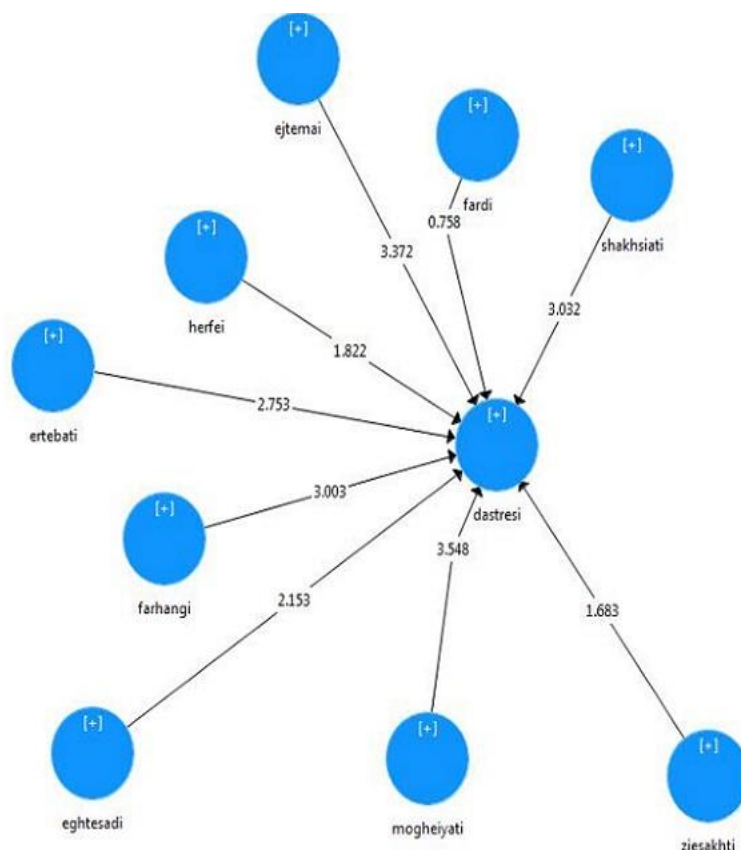 [+]
ejtemai
[+]
fardi
[+]
shakhsiati
0.758
3.372
[+]
herfei
3.032
[+]
ertebati
1.822
2.753
[+]
dastresi
3.003
[+]
farhangi
3.548
2.153
1.683
[+]
eghtesadi
[+]
mogheiyati
[+]
ziesakhti